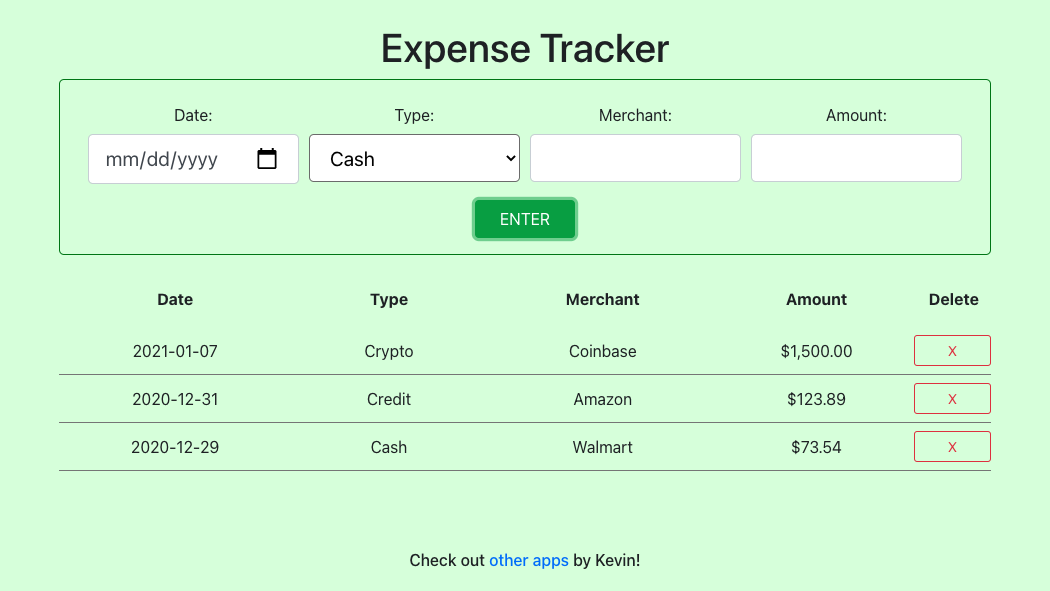 Expense Tracker
Date: Type: Merchant: Amount:
mm/dd/yyyy Cash
ENTER
Date Type Merchant Amount Delete
2021-01-07 Crypto Coinbase $1,500.00 X
2020-12-31 Credit Amazon $123.89 X
2020-12-29 Cash Walmart $73.54 X
Check out other apps by Kevin!